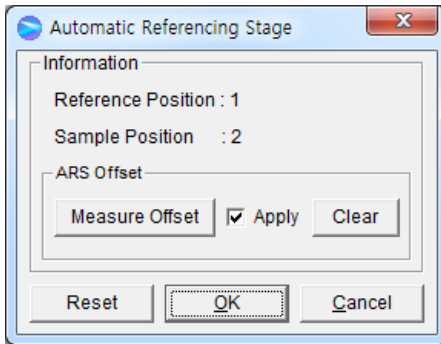 Automatic Referencing Stage
Information
Reference Position : 1
Sample Position : 2
ARS Offset
Measure Offset Apply Clear
Reset OK Cancel